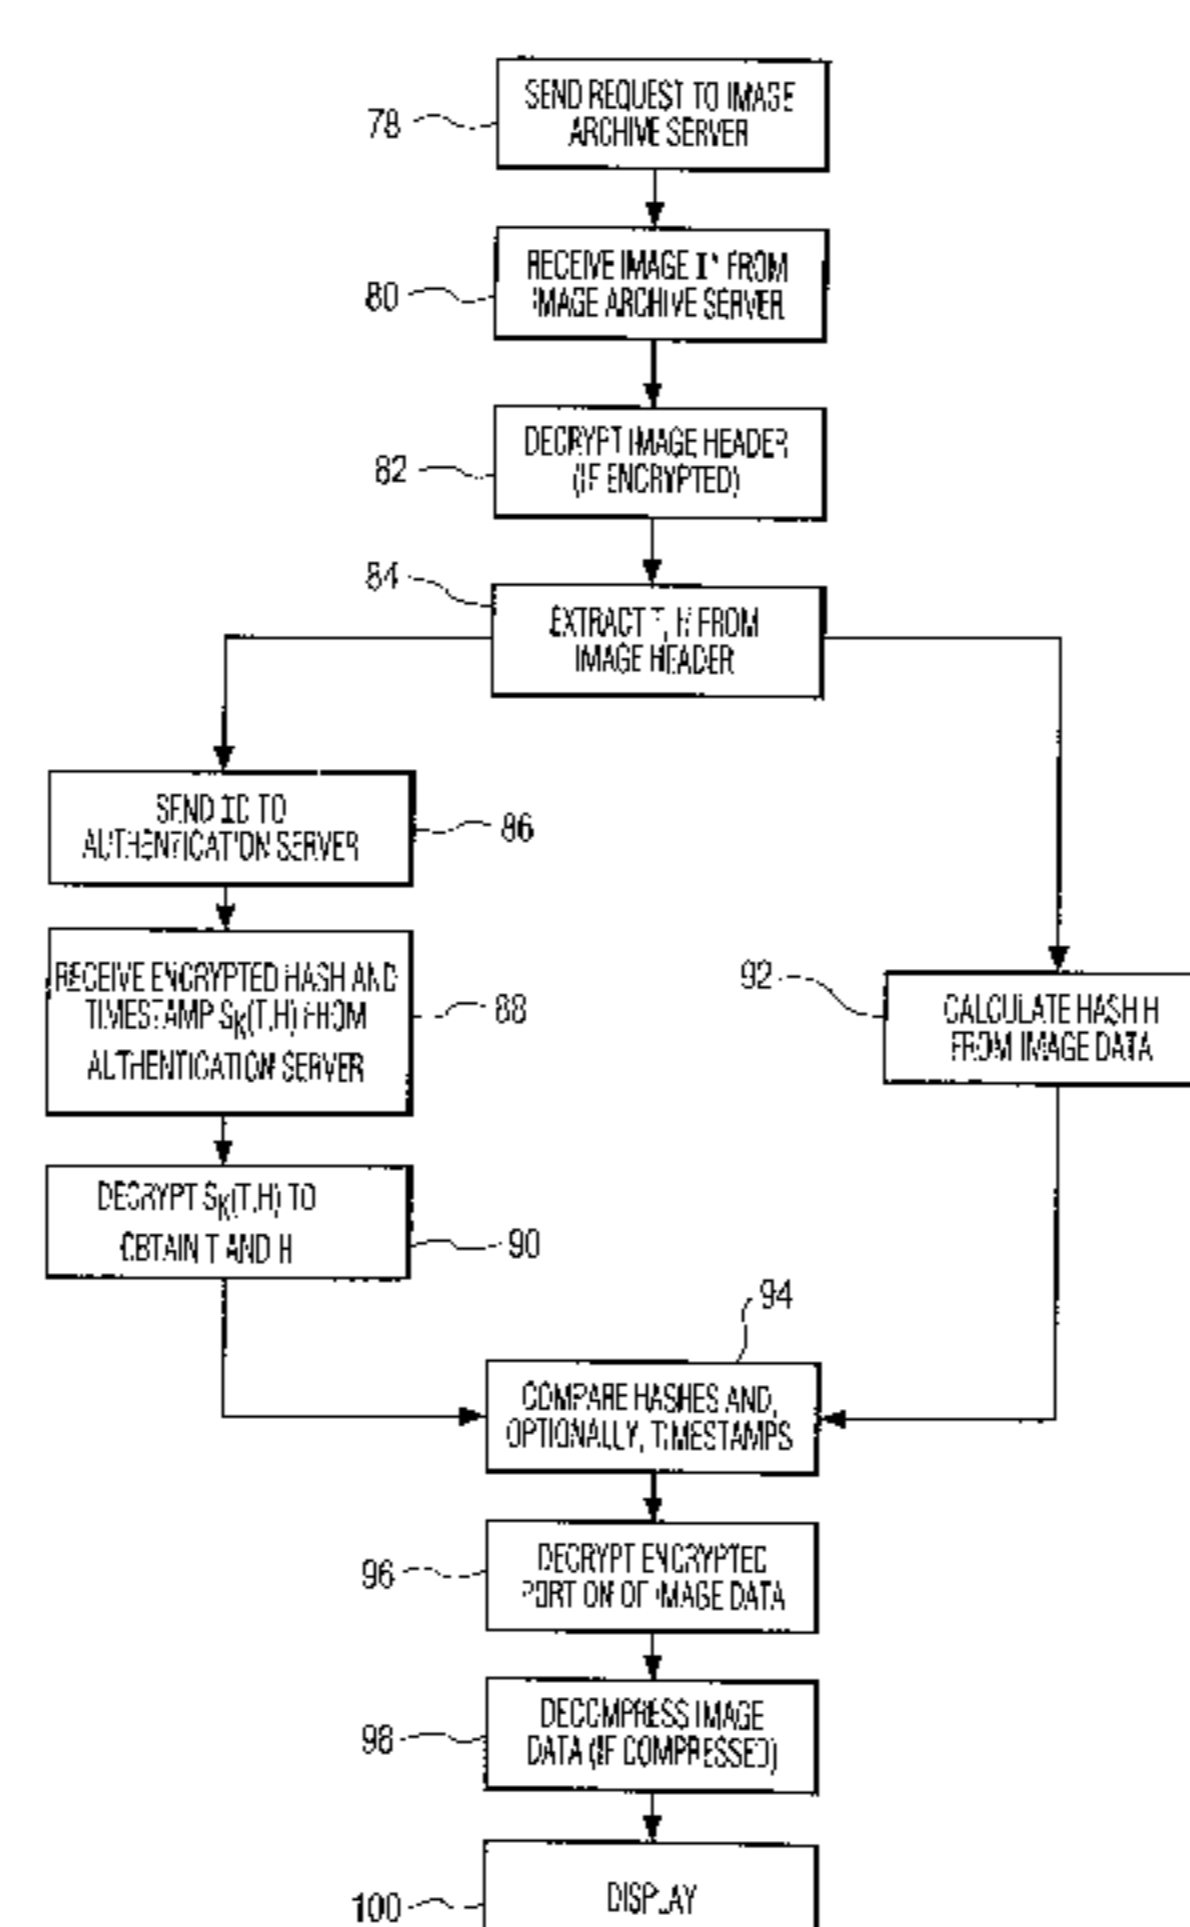 78
SEND REQUEST TO IMAGE
ARCHIVE SERVER
80
RECEIVE IMAGE FROM
IMAGE ARCHIVE SERVER
82
DECRYPT IMAGE HEADER
(IF ENCRYPTED)
84
EXTRACT T, H FROM
IMAGE HEADER
SEND ID TO
AUTHENTICATION SERVER
86
RECEIVE ENCRYPTED HASH AND
TIMESTAMP SK(T,H) FROM
AUTHENTICATION SERVER
88
92
CALCULATE HASH H
FROM IMAGE DATA
DECRYPT SK(T,H) TO
OBTAIN T AND H
90
94
COMPARE HASHES AND,
OPTIONALLY, TIMESTAMPS
96
DECRYPT ENCRYPTED
PORTION OF IMAGE DATA
98
DECOMPRESS IMAGE
DATA (IF COMPRESSED)
100
DISPLAY